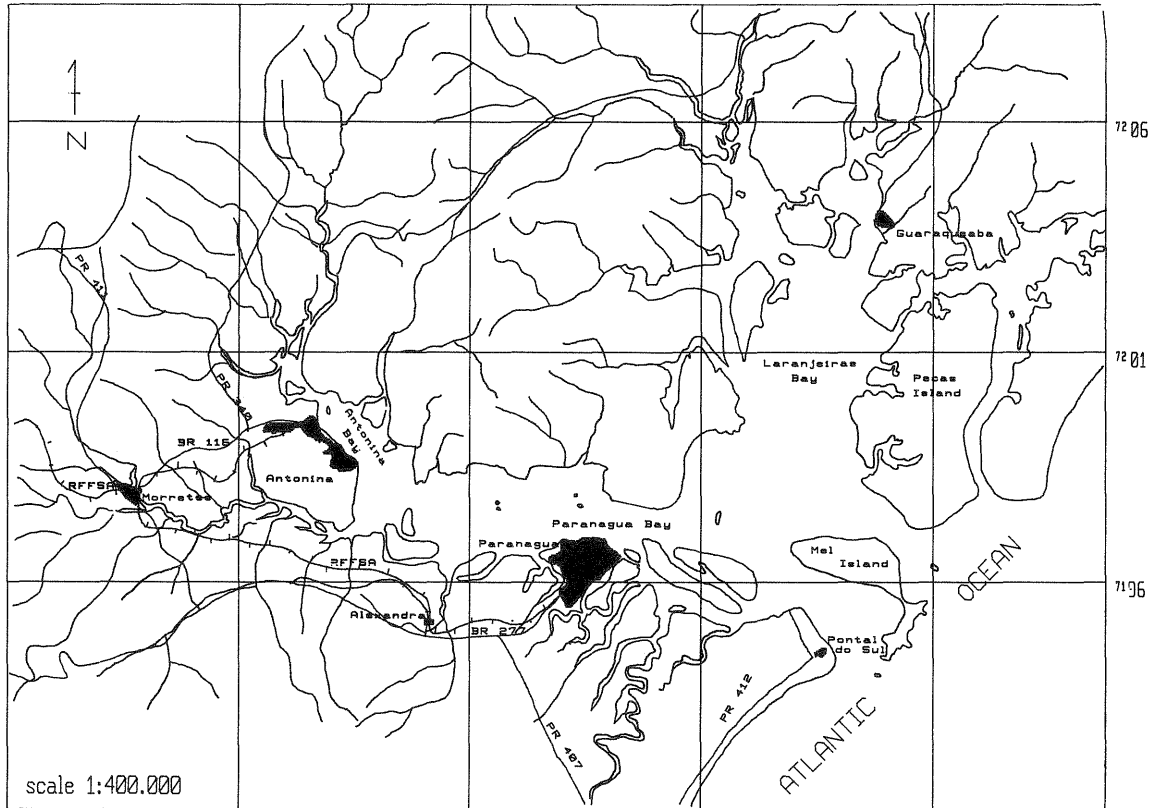 N
72 06
Guaraquesaba
PR 411
72 01
Laranjeiras
Bay
Pecas
Island
PR 340
Antonina
Bay
BR 116
Antonina
RFFSA
Morretes
Paranagua Bay
Paranagua
Mel
Island
OCEAN
RFFSA
71 96
Alexandra
BR 277
Pontal
do Sul
PR 412
PR 407
ATLANTIC
scale 1:400.000